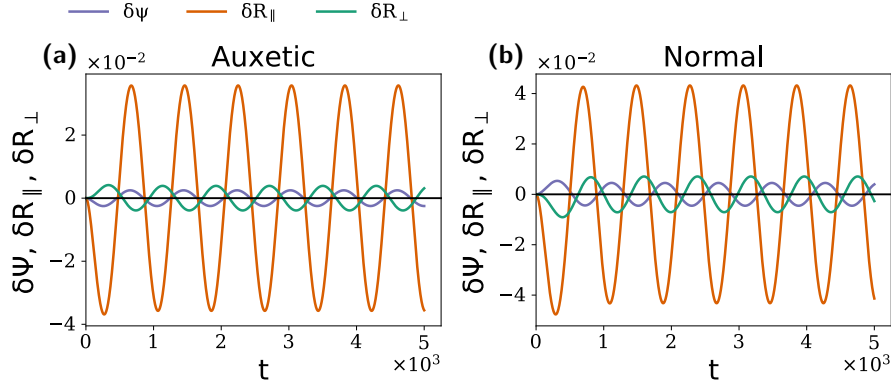 δψ δR∥ δR⊥
(a) Auxetic (b) Normal
×10⁻² ×10⁻²
δΨ, δR∥, δR⊥ δΨ, δR∥, δR⊥
2 4
0 2
−2 0
−4 −2
−4
0 1 2 3 4 5 0 1 2 3 4 5
t ×10³ t ×10³